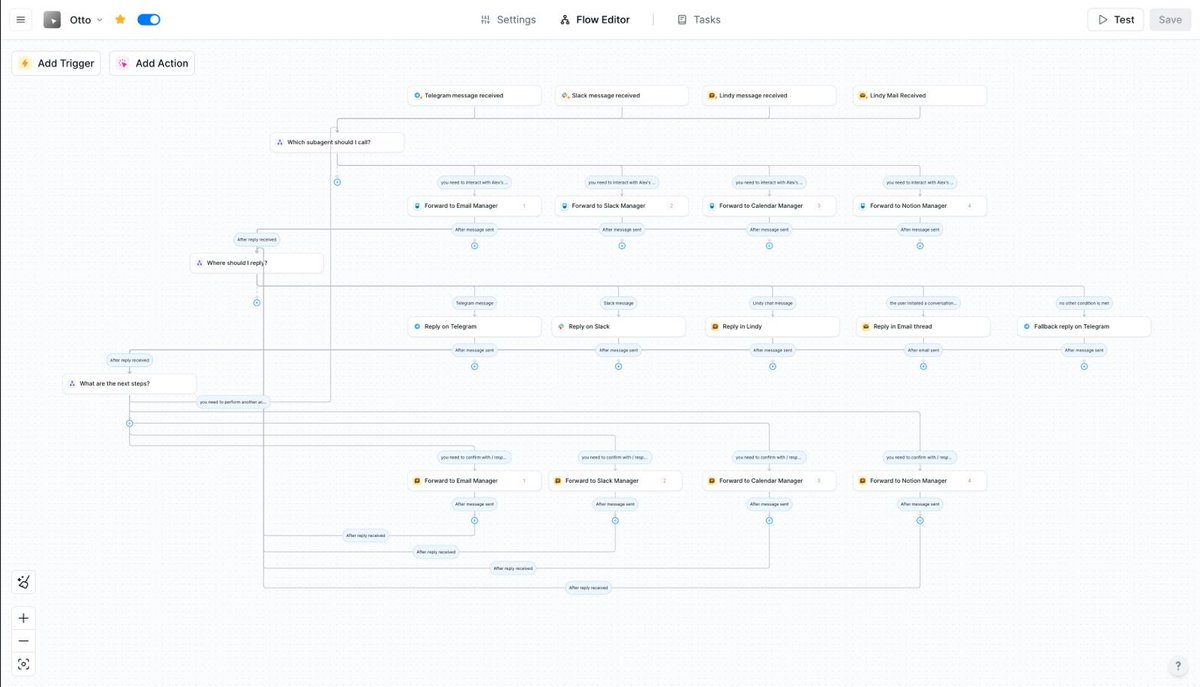 Otto
Settings
Flow Editor
Tasks
Test
Save
Add Trigger
Add Action
Telegram message received
Slack message received
Lindy message received
Lindy Mail Received
Which subagent should I call?
you need to interact with Alex's...
you need to interact with Alex's ...
you need to interact with Alex's...
you need to interact with Alex's ...
Forward to Email Manager 1
Forward to Slack Manager 2
Forward to Calendar Manager 3
Forward to Notion Manager 4
After message sent
After message sent
After message sent
After message sent
After reply received
Where should I reply?
Telegram message
Slack message
Lindy chat message
the user initiated a conversation...
no other condition is met
Reply on Telegram
Reply on Slack
Reply in Lindy
Reply in Email thread
Fallback reply on Telegram
After message sent
After message sent
After message sent
After email sent
After message sent
After reply received
What are the next steps?
you need to perform another ac...
you need to confirm with / resp...
you need to confirm with / resp...
you need to confirm with / resp...
you need to confirm with / resp...
Forward to Email Manager 1
Forward to Slack Manager 2
Forward to Calendar Manager 3
Forward to Notion Manager 4
After message sent
After message sent
After message sent
After message sent
After reply received
After reply received
After reply received
After reply received
?